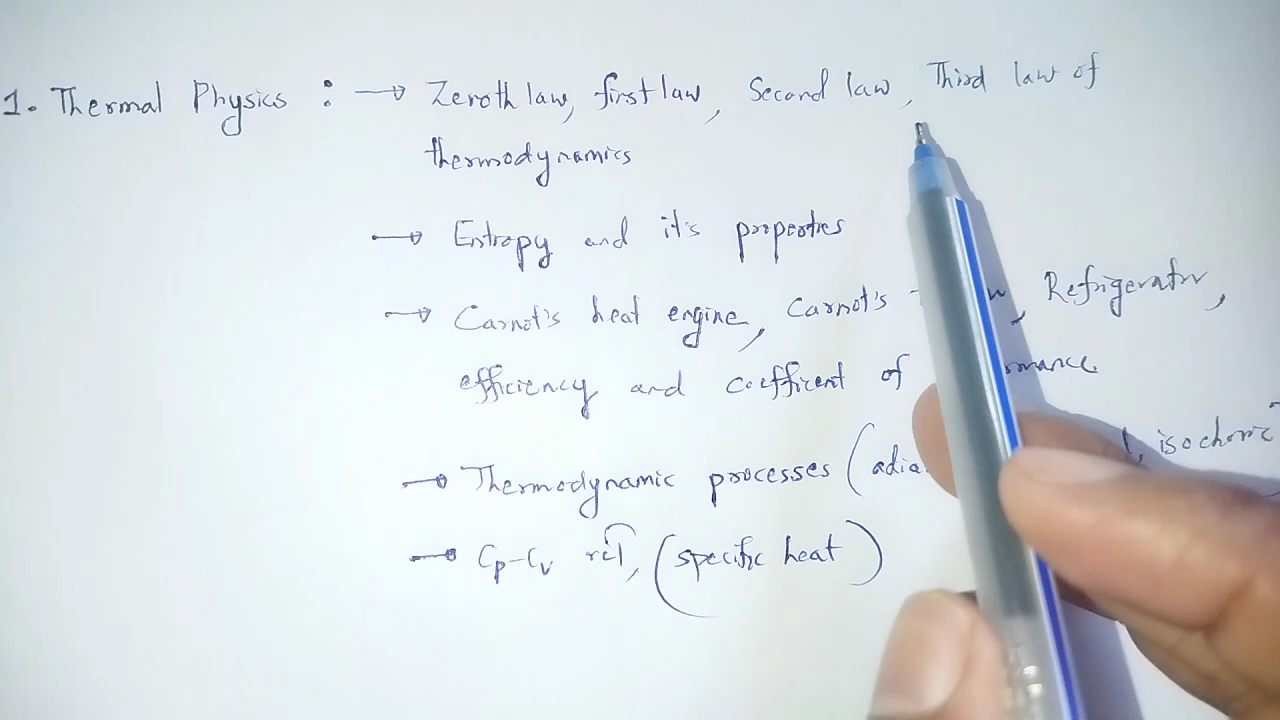 1. Thermal Physics : → Zeroth law, first law, Second law, Third law of
thermodynamics
→ Entropy and it's properties
→ Carnot's heat engine, Carnot's Refrigerator,
efficiency and coefficent of
→ Thermodynamic processes (adia isochoric
→ Cp-Cv rel, (specific heat)